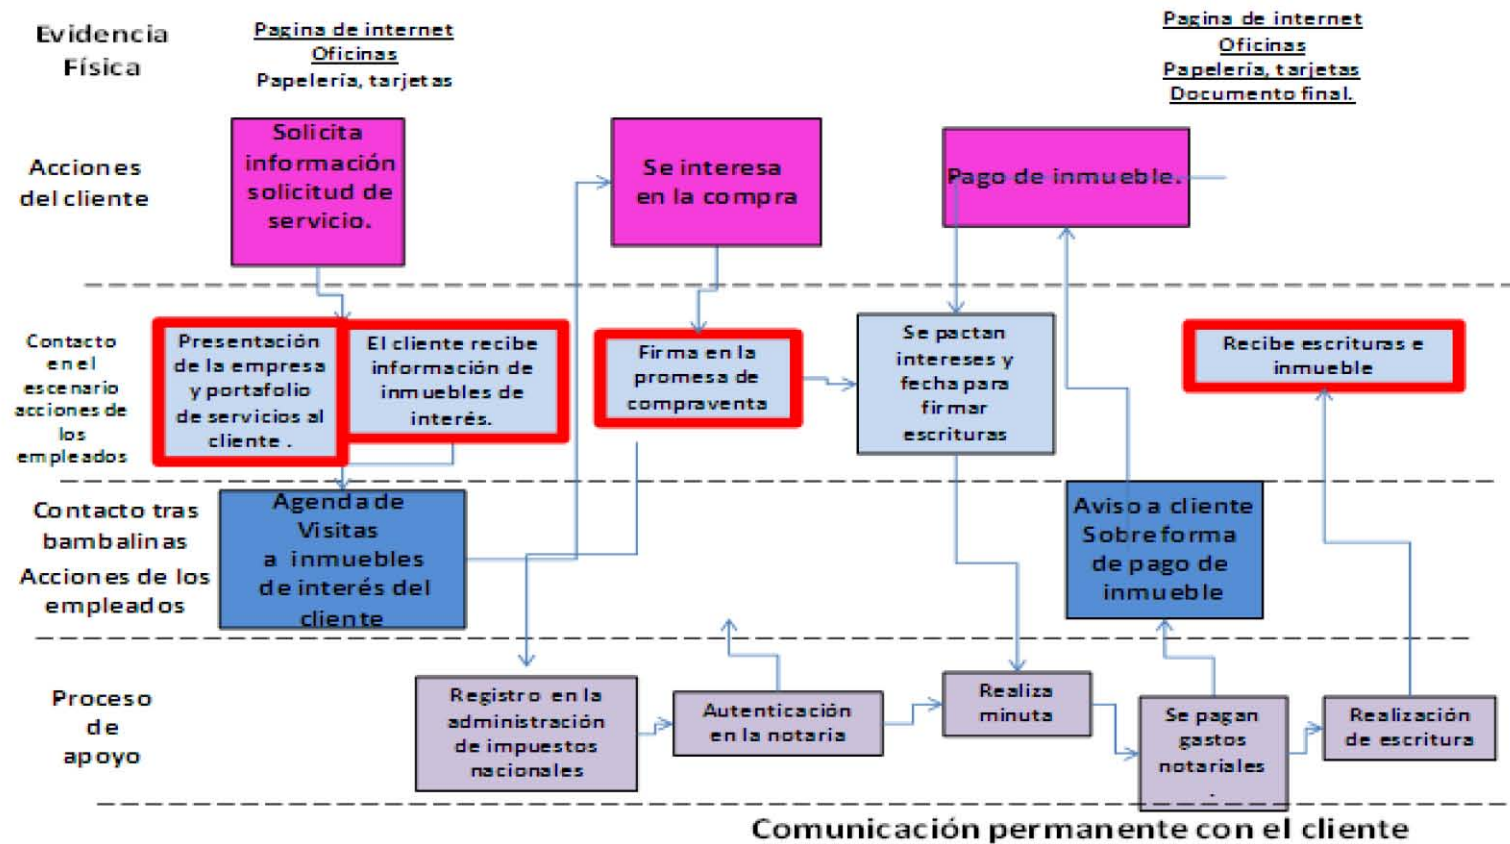 Evidencia
Física
Pagina de internet
Oficinas
Papelería, tarjetas
Pagina de internet
Oficinas
Papelería, tarjetas
Documento final.
Acciones
del cliente
Solicita
información
solicitud de
servicio.
Se interesa
en la compra
Pago de inmueble.
Contacto
en el
escenario
acciones de
los
empleados
Presentación
de la empresa
y portafolio
de servicios al
cliente .
El cliente recibe
información de
inmuebles de
interés.
Firma en la
promesa de
compraventa
Se pactan
intereses y
fecha para
firmar
escrituras
Recibe escrituras e
inmueble
Contacto tras
bambalinas
Acciones de los
empleados
Agenda de
Visitas
a inmuebles
de interés del
cliente
Aviso a cliente
Sobre forma
de pago de
inmueble
Proceso
de
apoyo
Registro en la
administración
de impuestos
nacionales
Autenticación
en la notaria
Realiza
minuta
Se pagan
gastos
notariales
.
Realización
de escritura
Comunicación permanente con el cliente